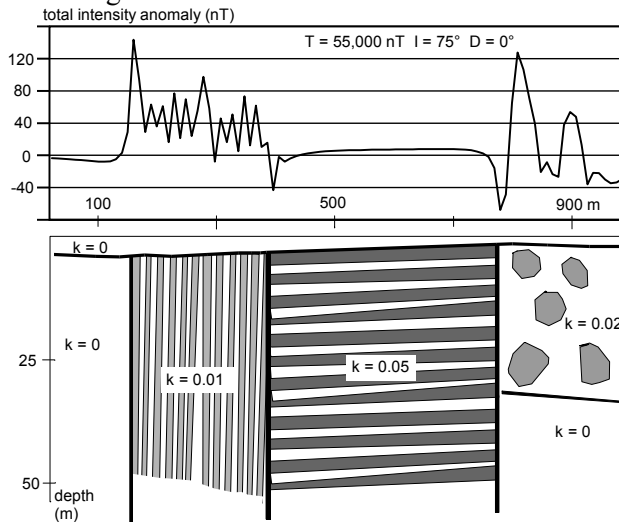 total intensity anomaly (nT)
T = 55,000 nT I = 75° D = 0°
120
80
40
0
-40
100
500
900 m
k = 0
k = 0
k = 0.02
k = 0.01
k = 0.05
25
k = 0
50
depth
(m)